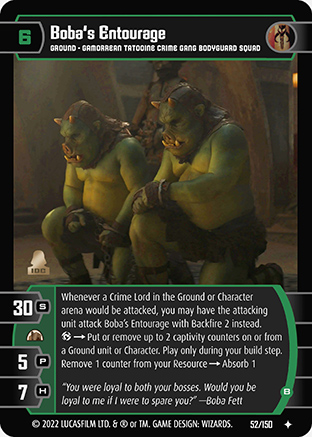 6
Boba's Entourage
GROUND - GAMORREAN TATOOINE CRIME GANG BODYGUARD SQUAD
IDC
30 S
5 P
7 H
Whenever a Crime Lord in the Ground or Character
arena would be attacked, you may have the attacking
unit attack Boba's Entourage with Backfire 2 instead.
→ Put or remove up to 2 captivity counters on or from
a Ground unit or Character. Play only during your build step.
Remove 1 counter from your Resource → Absorb 1
"You were loyal to both your bosses. Would you be
loyal to me if I were to spare you?" —Boba Fett
B
© 2022 LUCASFILM LTD. & ® OR TM. GAME DESIGN: WIZARDS.
52/150